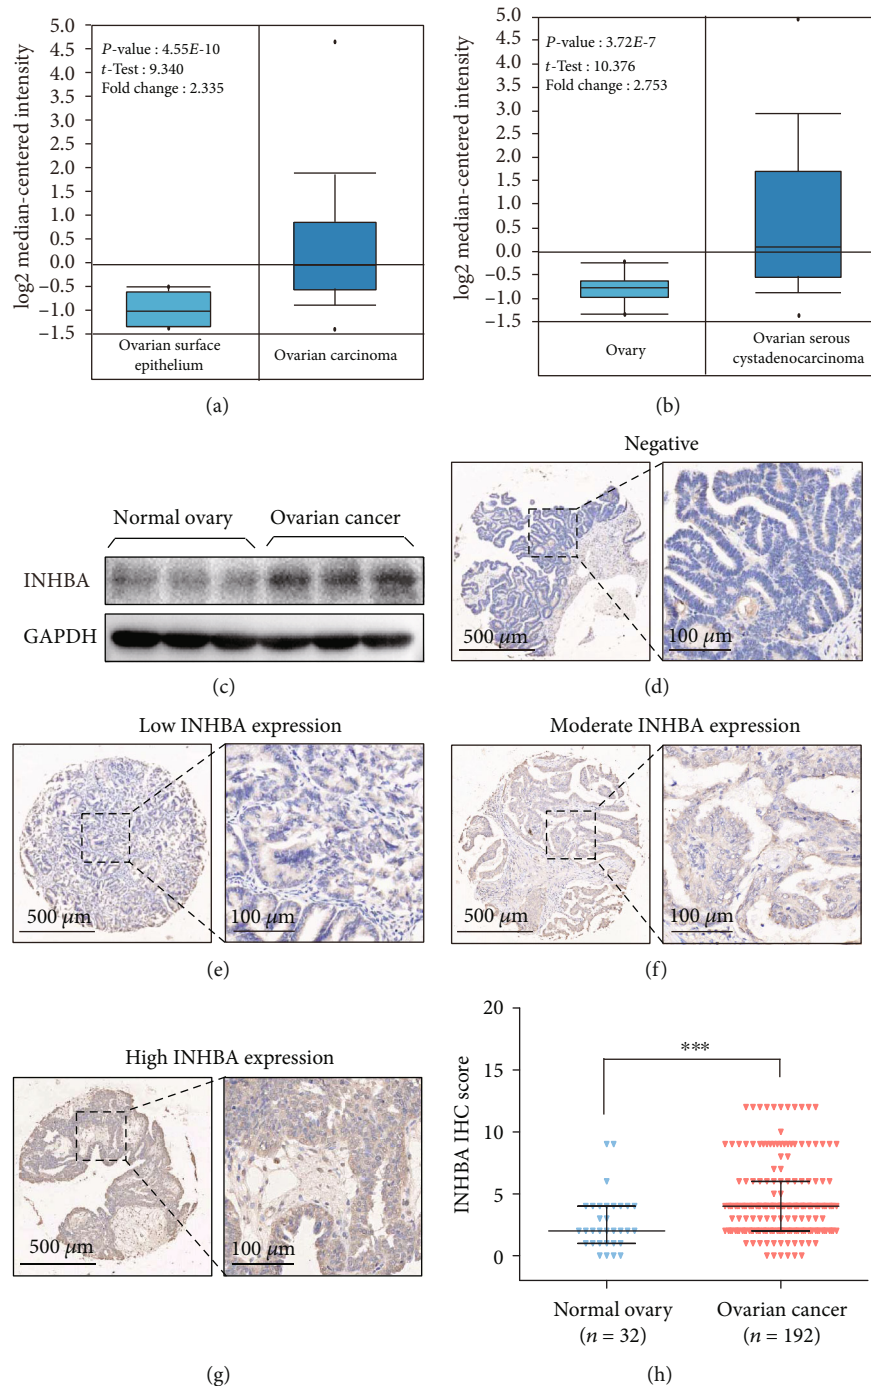 5.0
4.5
4.0
3.5
3.0
2.5
2.0
1.5
1.0
0.5
0.0
−0.5
−1.0
−1.5
log2 median-centered intensity
P-value : 4.55E-10
t-Test : 9.340
Fold change : 2.335
Ovarian surface
epithelium
Ovarian carcinoma
(a)
5.0
4.5
4.0
3.5
3.0
2.5
2.0
1.5
1.0
0.5
0.0
−0.5
−1.0
−1.5
log2 median-centered intensity
P-value : 3.72E-7
t-Test : 10.376
Fold change : 2.753
Ovary
Ovarian serous
cystadenocarcinoma
(b)
Normal ovary
Ovarian cancer
INHBA
GAPDH
(c)
Negative
500 μm
100 μm
(d)
Low INHBA expression
500 μm
100 μm
(e)
Moderate INHBA expression
500 μm
100 μm
(f)
High INHBA expression
500 μm
100 μm
(g)
20
15
10
5
0
INHBA IHC score
***
Normal ovary
(n = 32)
Ovarian cancer
(n = 192)
(h)